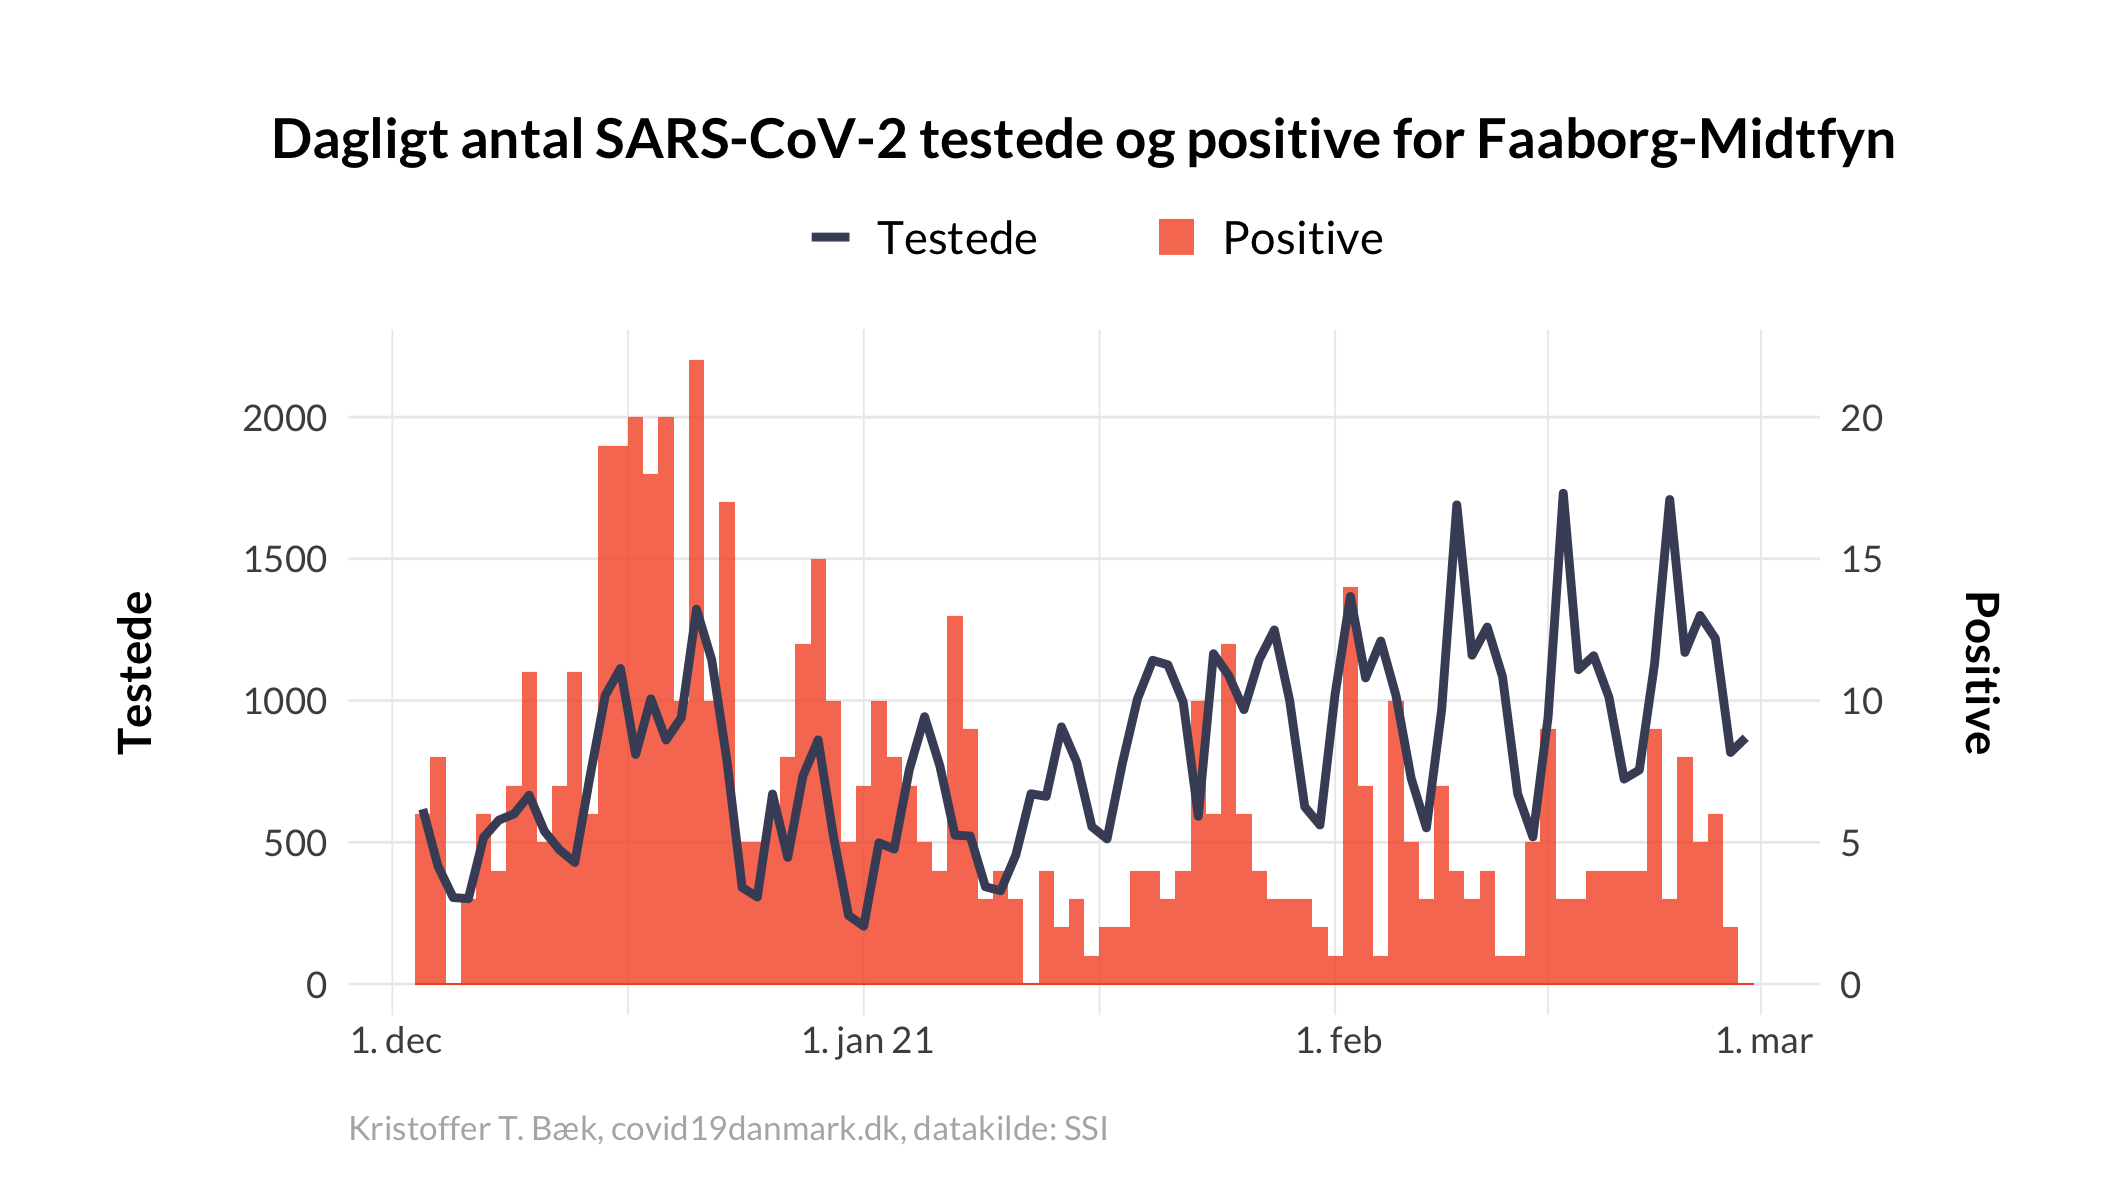 Dagligt antal SARS-CoV-2 testede og positive for Faaborg-Midtfyn
Testede
Positive
2000
1500
1000
500
0
Testede
20
15
10
5
0
Positive
1. dec
1. jan 21
1. feb
1. mar
Kristoffer T. Bæk, covid19danmark.dk, datakilde: SSI